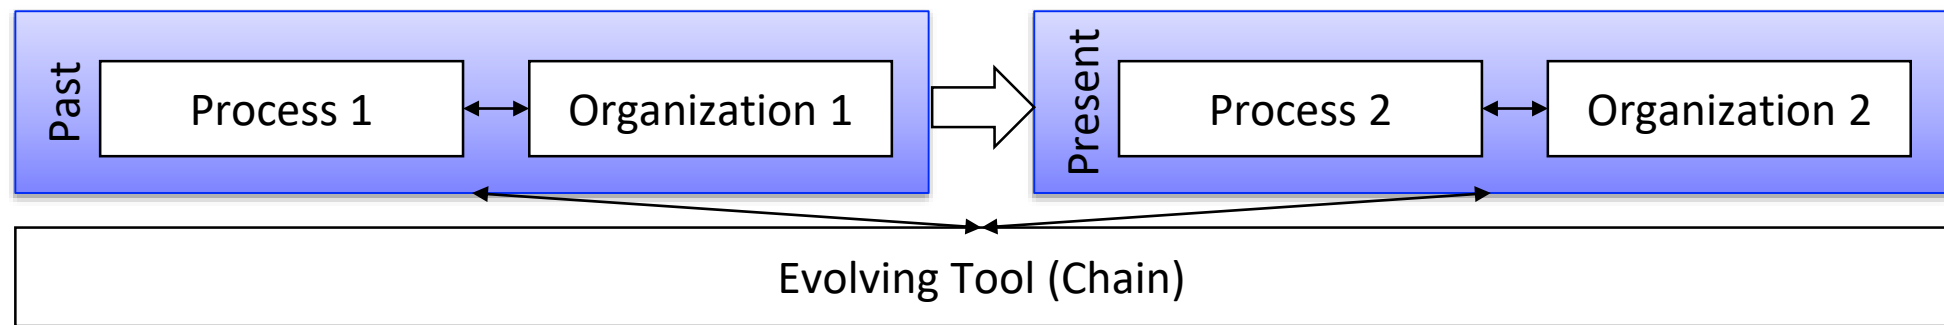 Past
Process 1
Organization 1
Present
Process 2
Organization 2
Evolving Tool (Chain)